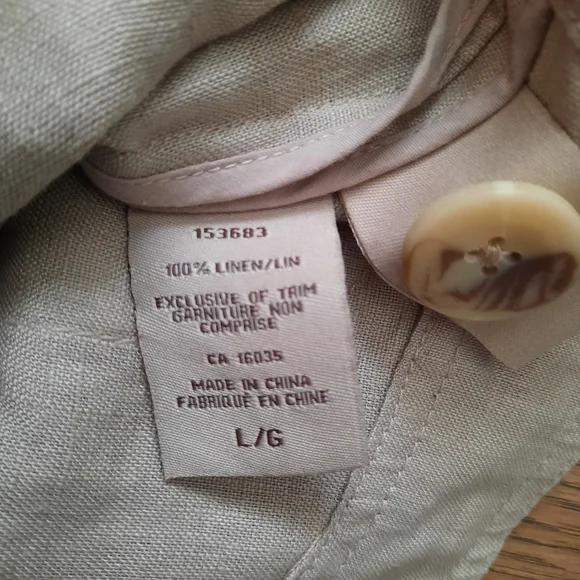 153683
100% LINEN/LIN
EXCLUSIVE OF TRIM
GARNITURE NON
COMPRISE
CA 16035
MADE IN CHINA
FABRIQUÉ EN CHINE
L/G